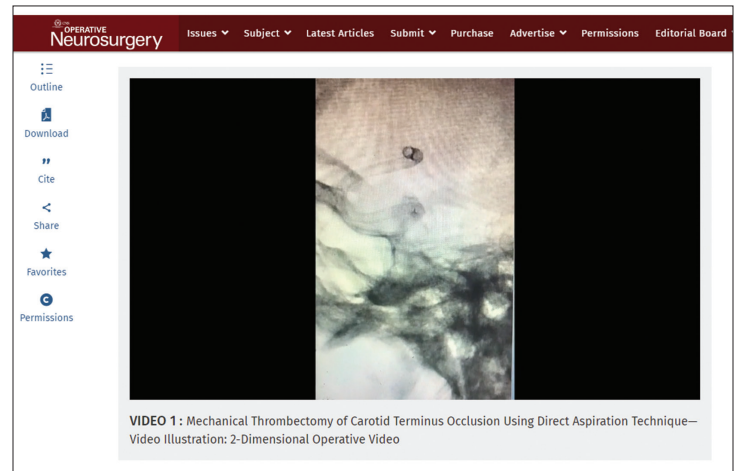 CNS
OPERATIVE
Neurosurgery
Issues Subject Latest Articles Submit Purchase Advertise Permissions Editorial Board
Outline
Download
Cite
Share
Favorites
Permissions
VIDEO 1 : Mechanical Thrombectomy of Carotid Terminus Occlusion Using Direct Aspiration Technique—
Video Illustration: 2-Dimensional Operative Video